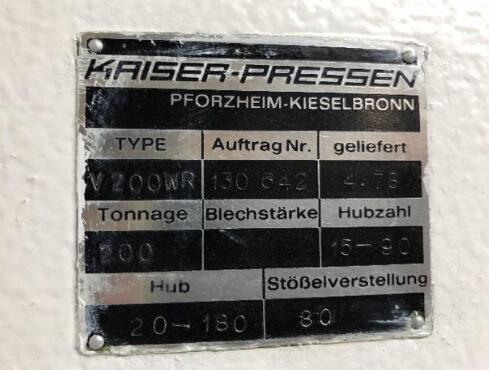 KAISER-PRESSEN
PFORZHEIM-KIESELBRONN
TYPE Auftrag Nr. geliefert
V200WR 130 642 4.78
Tonnage Blechstärke Hubzahl
200 15-90
Hub Stößelverstellung
20-180 80